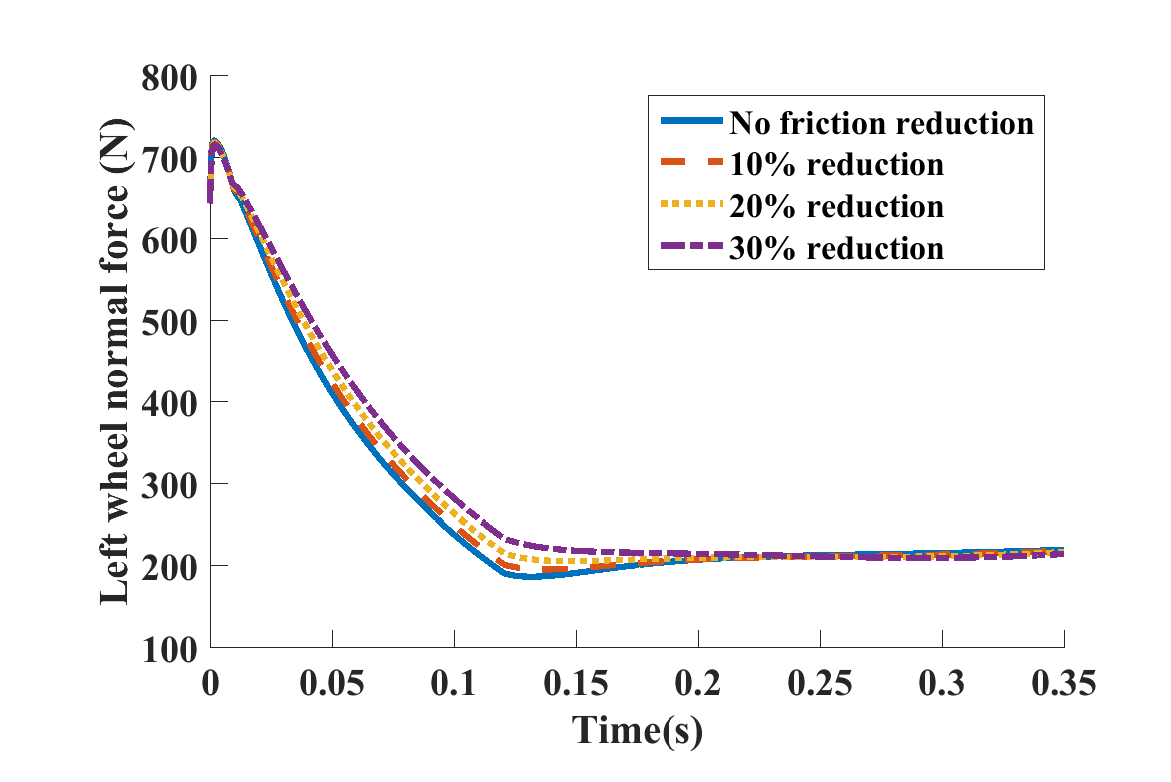 800
700
600
500
400
300
200
100
Left wheel normal force (N)
No friction reduction
10% reduction
20% reduction
30% reduction
0 0.05 0.1 0.15 0.2 0.25 0.3 0.35
Time(s)